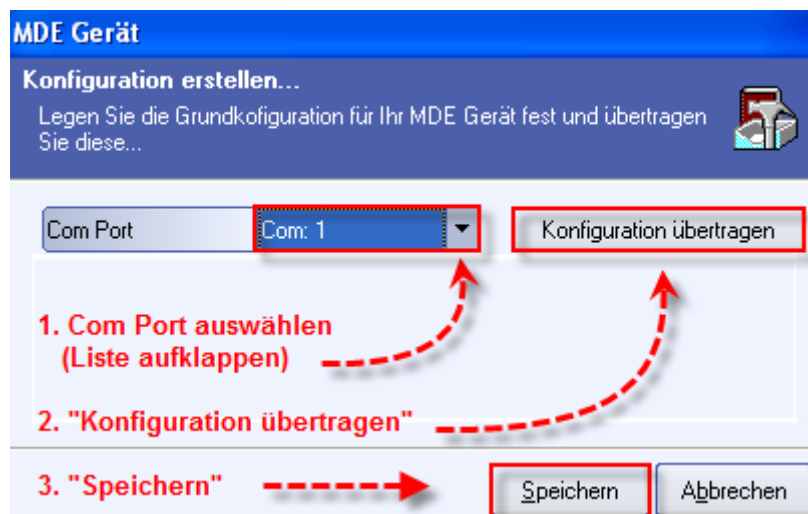 MDE Gerät
Konfiguration erstellen...
Legen Sie die Grundkofiguration für Ihr MDE Gerät fest und übertragen
Sie diese...
Com Port
Com: 1
Konfiguration übertragen
1. Com Port auswählen
(Liste aufklappen)
2. "Konfiguration übertragen"
3. "Speichern"
Speichern
Abbrechen